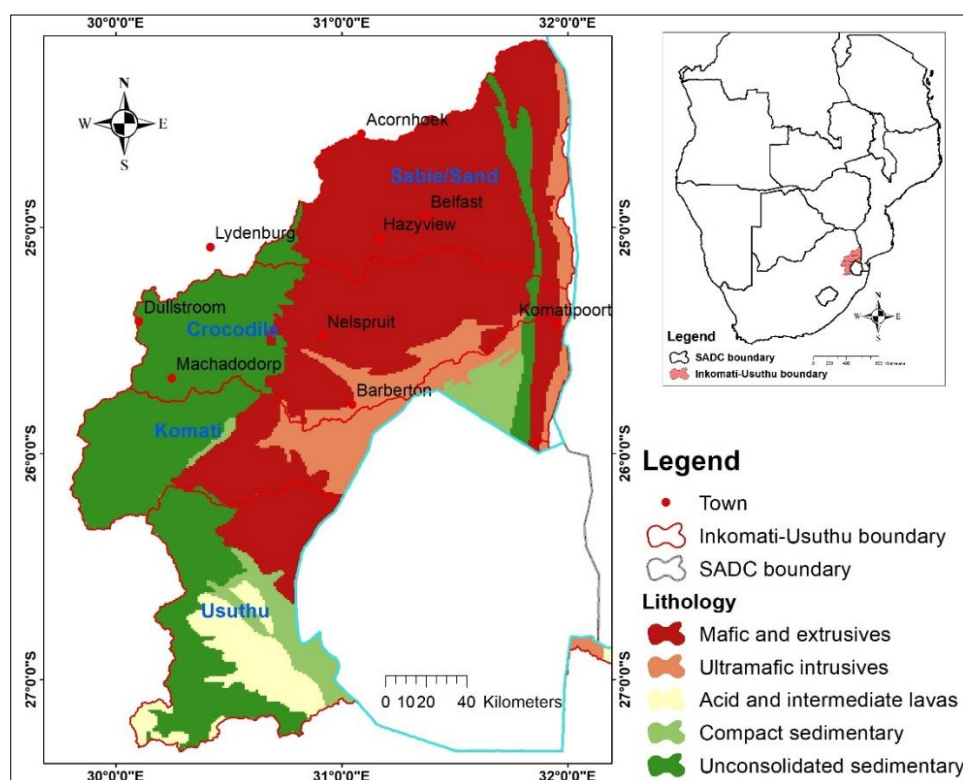 30°0'0"E
31°0'0"E
32°0'0"E
N
W
E
S
Acornhoek
Sabie/Sand
Belfast
Hazyview
Lydenburg
25°0'0"S
25°0'0"S
Dullstroom
Crocodile
Nelspruit
Komatipoort
Machadodorp
Barberton
Komati
26°0'0"S
26°0'0"S
Usuthu
27°0'0"S
27°0'0"S
0 10 20 40 Kilometers
30°0'0"E
31°0'0"E
32°0'0"E
N
W
E
S
Legend
SADC boundary
Inkomati-Usuthu boundary
Legend
Town
Inkomati-Usuthu boundary
SADC boundary
Lithology
Mafic and extrusives
Ultramafic intrusives
Acid and intermediate lavas
Compact sedimentary
Unconsolidated sedimentary